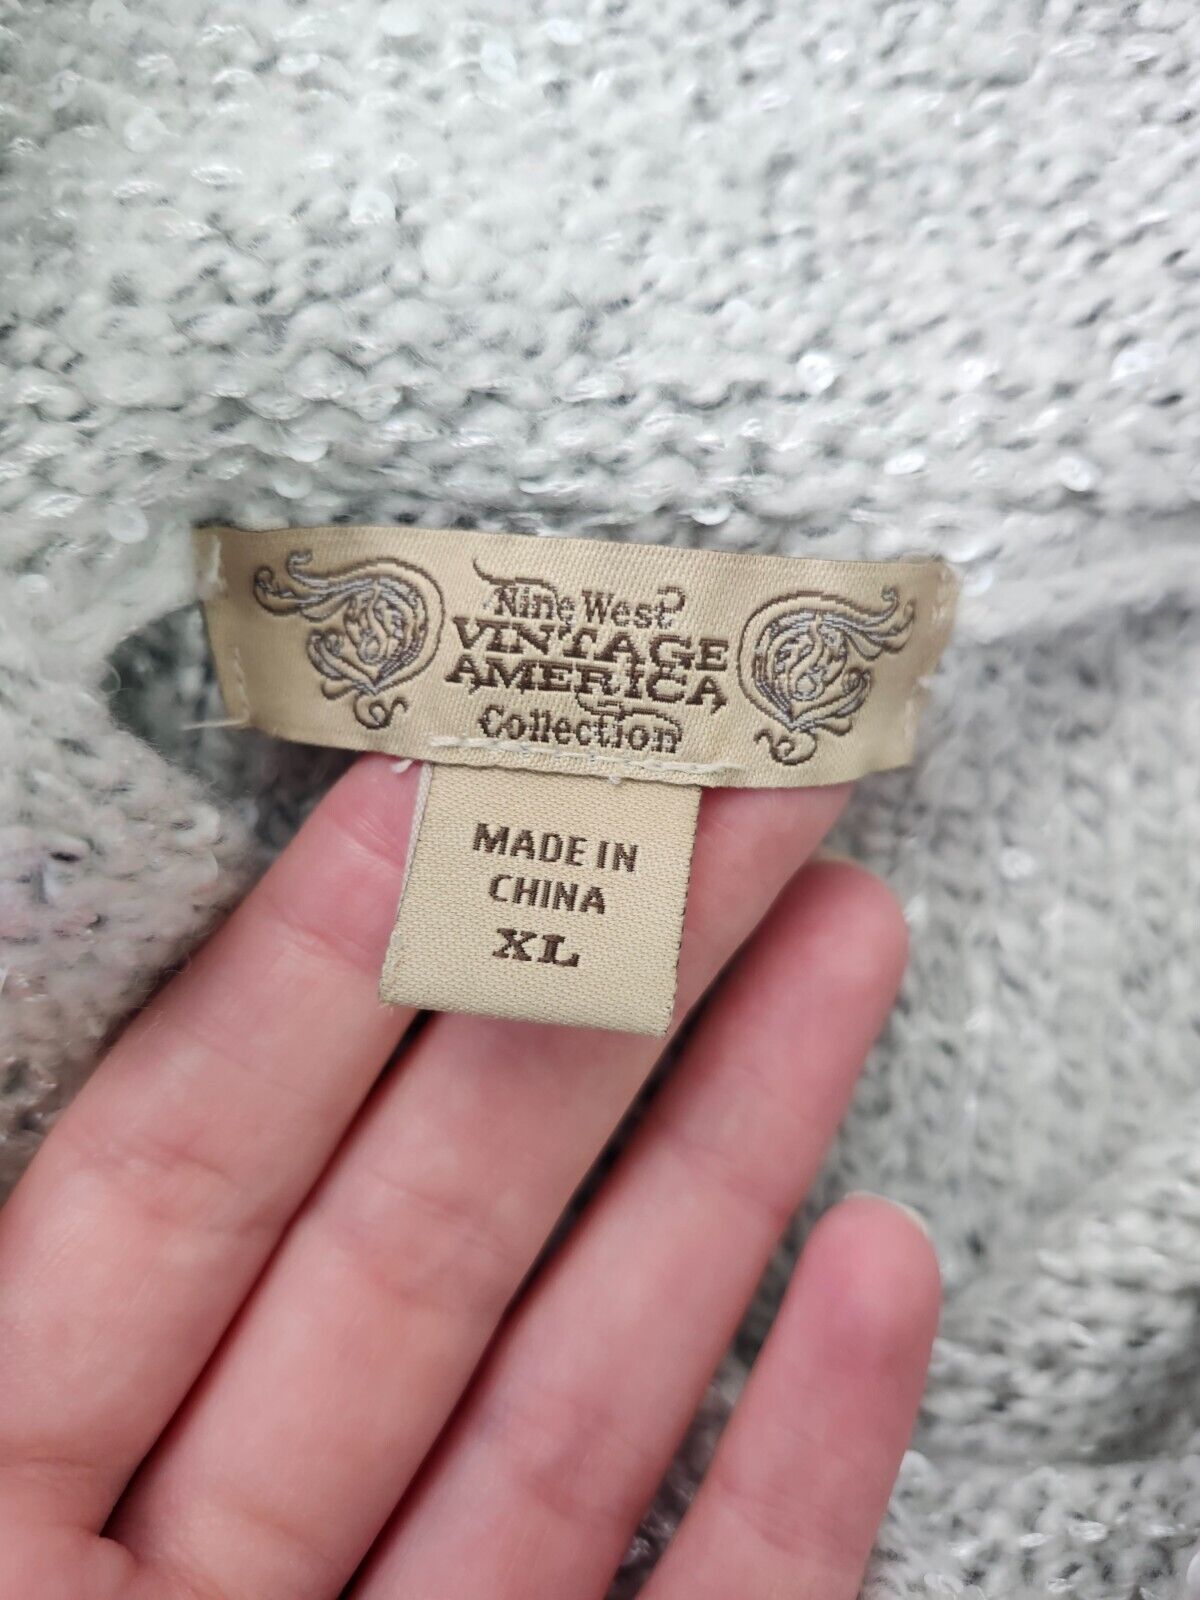 Nine West
VINTAGE
AMERICA
Collection
MADE IN
CHINA
XL